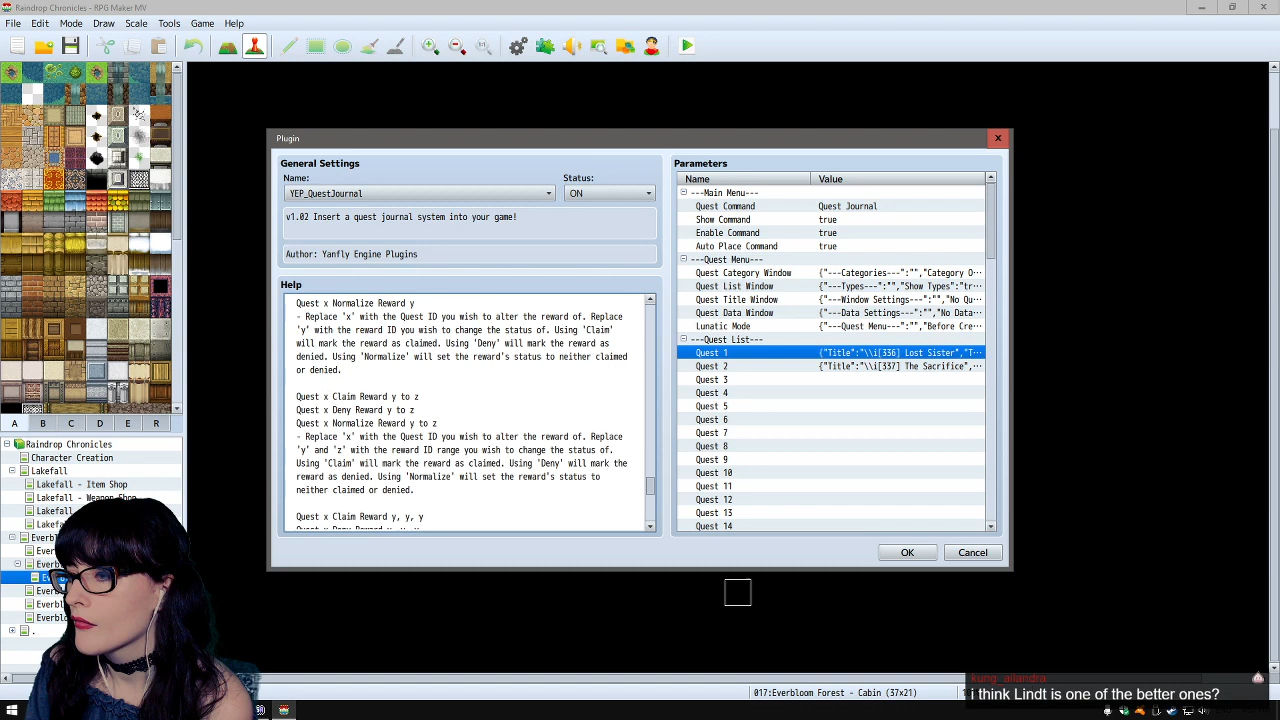 Raindrop Chronicles - RPG Maker MV
File Edit Mode Draw Scale Tools Game Help
Plugin
General Settings
Name:
Status:
YEP_QuestJournal
ON
v1.02 Insert a quest journal system into your game!
Author: Yanfly Engine Plugins
Help
Quest x Normalize Reward y
- Replace 'x' with the Quest ID you wish to alter the reward of. Replace
'y' with the reward ID you wish to change the status of. Using 'Claim'
will mark the reward as claimed. Using 'Deny' will mark the reward as
denied. Using 'Normalize' will set the reward's status to neither claimed
or denied.
Quest x Claim Reward y to z
Quest x Deny Reward y to z
Quest x Normalize Reward y to z
- Replace 'x' with the Quest ID you wish to alter the reward of. Replace
'y' and 'z' with the reward ID range you wish to change the status of.
Using 'Claim' will mark the reward as claimed. Using 'Deny' will mark the
reward as denied. Using 'Normalize' will set the reward's status to
neither claimed or denied.
Quest x Claim Reward y, y, y
Parameters
Name Value
---Main Menu---
Quest Command Quest Journal
Show Command true
Enable Command true
Auto Place Command true
---Quest Menu---
Quest Category Window {"---Categories---":"","Category O...
Quest List Window {"---Types---":"","Show Types":"tr...
Quest Title Window {"---Window Settings---":"","No Qu...
Quest Data Window {"---Data Settings---":"","No Data...
Lunatic Mode {"---Quest Menu---":"","Before Cre...
---Quest List---
Quest 1 {"Title":"\\i[336] Lost Sister","T...
Quest 2 {"Title":"\\i[337] The Sacrifice",...
Quest 3
Quest 4
Quest 5
Quest 6
Quest 7
Quest 8
Quest 9
Quest 10
Quest 11
Quest 12
Quest 13
Quest 14
OK Cancel
A B C D E R
Raindrop Chronicles
Character Creation
Lakefall
Lakefall - Item Shop
Lakefall - Weapon Shop
017:Everbloom Forest - Cabin (37x21)
kung_allandra
i think Lindt is one of the better ones?